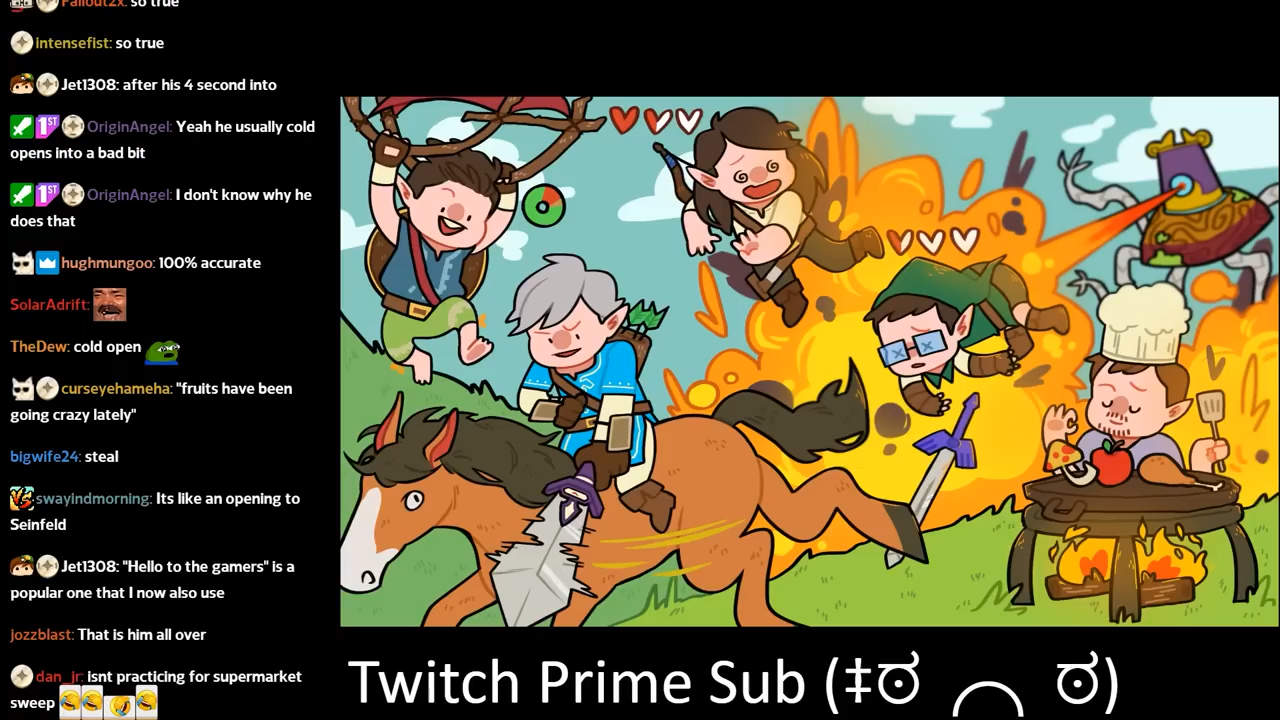 Fallout2x: so true
intensefist: so true
Jet1308: after his 4 second into
1ST OriginAngel: Yeah he usually cold
opens into a bad bit
1ST OriginAngel: I don't know why he
does that
hughmungoo: 100% accurate
SolarAdrift:
TheDew: cold open
curseyehameha: "fruits have been
going crazy lately"
bigwife24: steal
VS swayindmorning: Its like an opening to
Seinfeld
Jet1308: "Hello to the gamers" is a
popular one that I now also use
jozzblast: That is him all over
dan_jr: isnt practicing for supermarket
sweep
Twitch Prime Sub (‡ಠ ╭╮ ಠ)